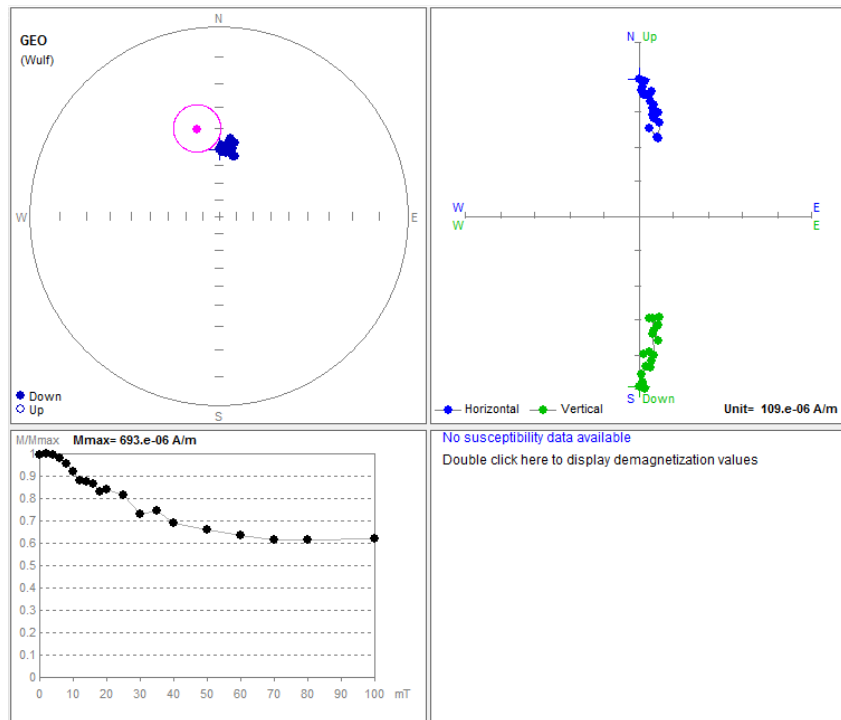 N
GEO
(Wulf)
W
E
S
Down
Up
N Up
W
W
E
E
S Down
Horizontal
Vertical
Unit= 109.e-06 A/m
M/Mmax
Mmax= 693.e-06 A/m
1
0.9
0.8
0.7
0.6
0.5
0.4
0.3
0.2
0.1
0
0 10 20 30 40 50 60 70 80 90 100 mT
No susceptibility data available
Double click here to display demagnetization values